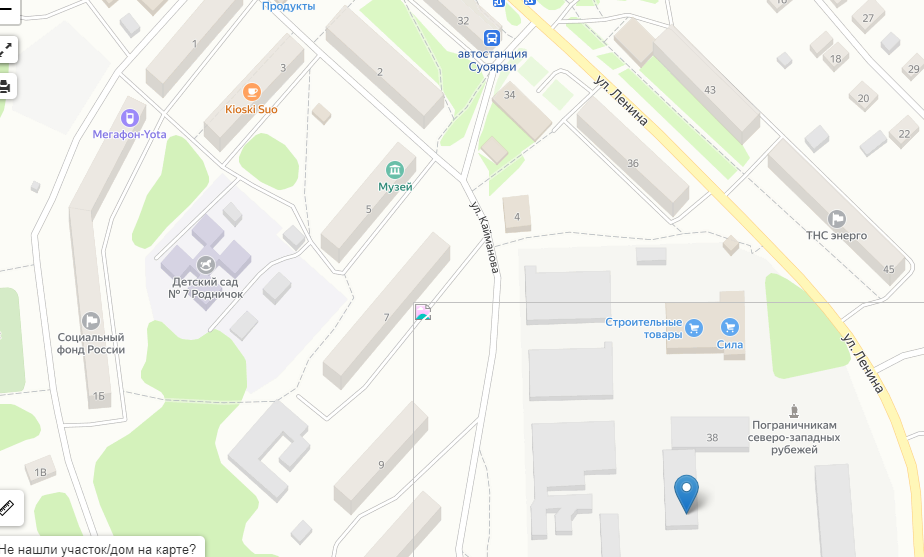 Продукты
32
1
3
2
автостанция
Суоярви
Kioski Suo
Мегафон-Yota
34
ул. Ленина
43
16
27
18
29
20
22
36
Музей
5
4
ул.Кайманова
ТНС энерго
45
Детский сад
№ 7 Родничок
7
Социальный
фонд России
Строительные
товары
Сила
ул. Ленина
1Б
Пограничникам
северо-западных
рубежей
38
1В
9
Не нашли участок/дом на карте?